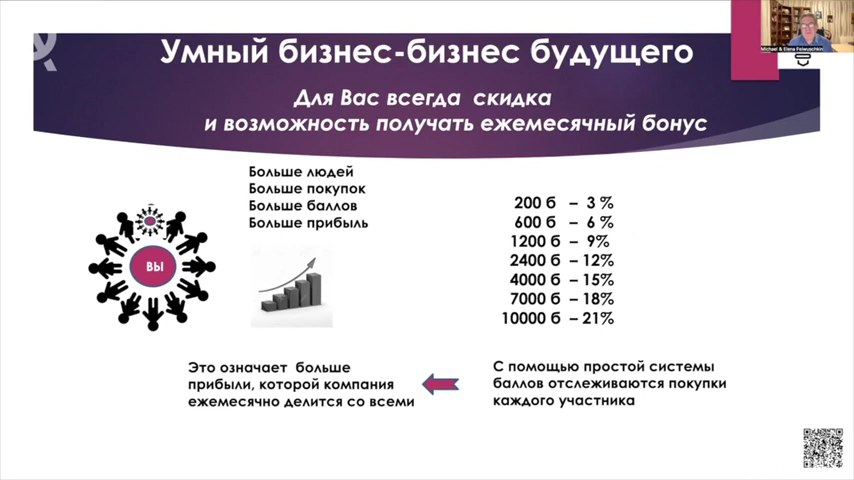 Умный бизнес-бизнес будущего
Michael & Elena Feiwuschkin
Для Вас всегда скидка
и возможность получать ежемесячный бонус
Больше людей
Больше покупок
Больше баллов
Больше прибыль
ВЫ
200 б – 3 %
600 б – 6 %
1200 б – 9%
2400 б – 12%
4000 б – 15%
7000 б – 18%
10000 б – 21%
Это означает больше
прибыли, которой компания
ежемесячно делится со всеми
С помощью простой системы
баллов отслеживаются покупки
каждого участника